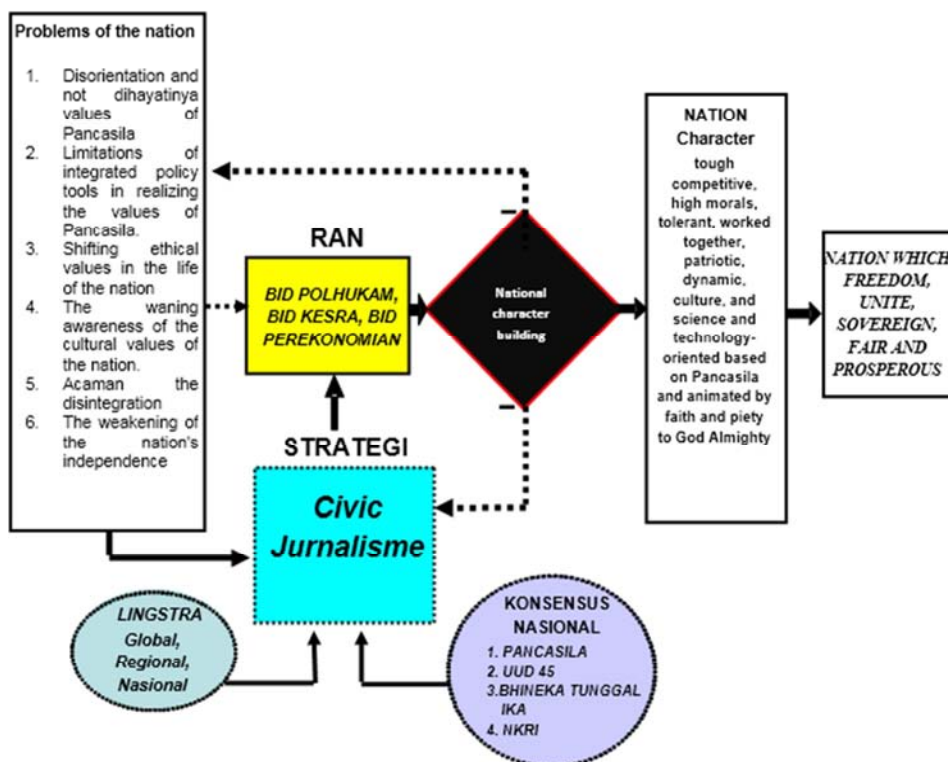 Problems of the nation
1. Disorientation and
not dihayatinya
values of
Pancasila
2. Limitations of
integrated policy
tools in realizing
the values of
Pancasila.
3. Shifting ethical
values in the life
of the nation
4. The waning
awareness of the
cultural values of
the nation.
5. Acaman the
disintegration
6. The weakening of
the nation's
independence
RAN
BID POLHUKAM,
BID KESRA, BID
PEREKONOMIAN
STRATEGI
Civic
Jurnalisme
LINGSTRA
Global,
Regional,
Nasional
KONSENSUS
NASIONAL
1. PANCASILA
2. UUD 45
3.BHINEKA TUNGGAL
IKA
4. NKRI
National
character
building
NATION
Character
tough
competitive,
high morals,
tolerant, worked
together,
patriotic,
dynamic,
culture, and
science and
technology-
oriented based
on Pancasila
and animated by
faith and piety
to God Almighty
NATION WHICH
FREEDOM,
UNITE,
SOVEREIGN,
FAIR AND
PROSPEROUS